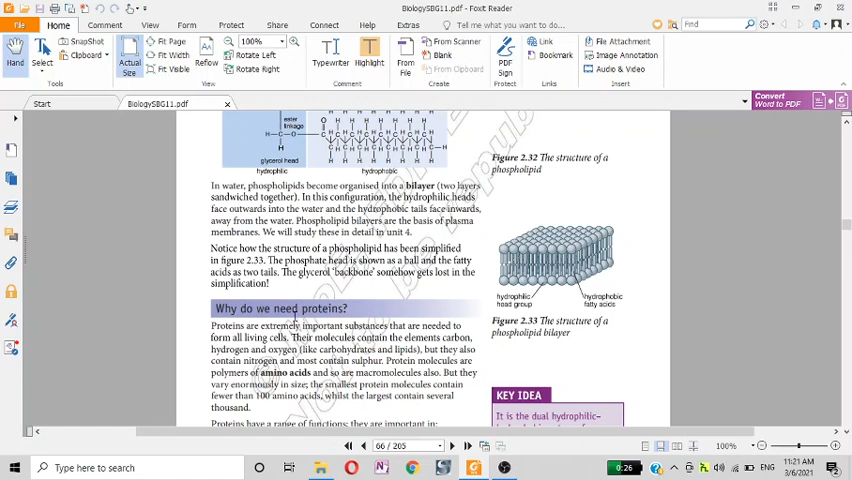 BiologySBG11.pdf - Foxit Reader
File Home Comment View Form Protect Share Connect Help Extras Tell me what you want to do... Find
Hand
Select
SnapShot
Clipboard
Actual Size
Fit Page
Fit Width
Fit Visible
Reflow
100%
Rotate Left
Rotate Right
Typewriter
Highlight
From File
From Scanner
Blank
From Clipboard
PDF Sign
Link
Bookmark
File Attachment
Image Annotation
Audio & Video
Tools View Comment Create Protect Links Insert
Start BiologySBG11.pdf
Convert Word to PDF
ester linkage
glycerol head
hydrophilic hydrophobic
Figure 2.32 The structure of a
phospholipid
In water, phospholipids become organised into a bilayer (two layers
sandwiched together). In this configuration, the hydrophilic heads
face outwards into the water and the hydrophobic tails face inwards,
away from the water. Phospholipid bilayers are the basis of plasma
membranes. We will study these in detail in unit 4.
Notice how the structure of a phospholipid has been simplified
in figure 2.33. The phosphate head is shown as a ball and the fatty
acids as two tails. The glycerol 'backbone' somehow gets lost in the
simplification!
hydrophilic head group
hydrophobic fatty acids
Figure 2.33 The structure of a
phospholipid bilayer
Why do we need proteins?
Proteins are extremely important substances that are needed to
form all living cells. Their molecules contain the elements carbon,
hydrogen and oxygen (like carbohydrates and lipids), but they also
contain nitrogen and most contain sulphur. Protein molecules are
polymers of amino acids and so are macromolecules also. But they
vary enormously in size; the smallest protein molecules contain
fewer than 100 amino acids, whilst the largest contain several
thousand.
Proteins have a range of functions; they are important in:
KEY IDEA
It is the dual hydrophilic-
66 / 205
100%
Type here to search
0:26
ENG
11:21 AM
3/6/2021